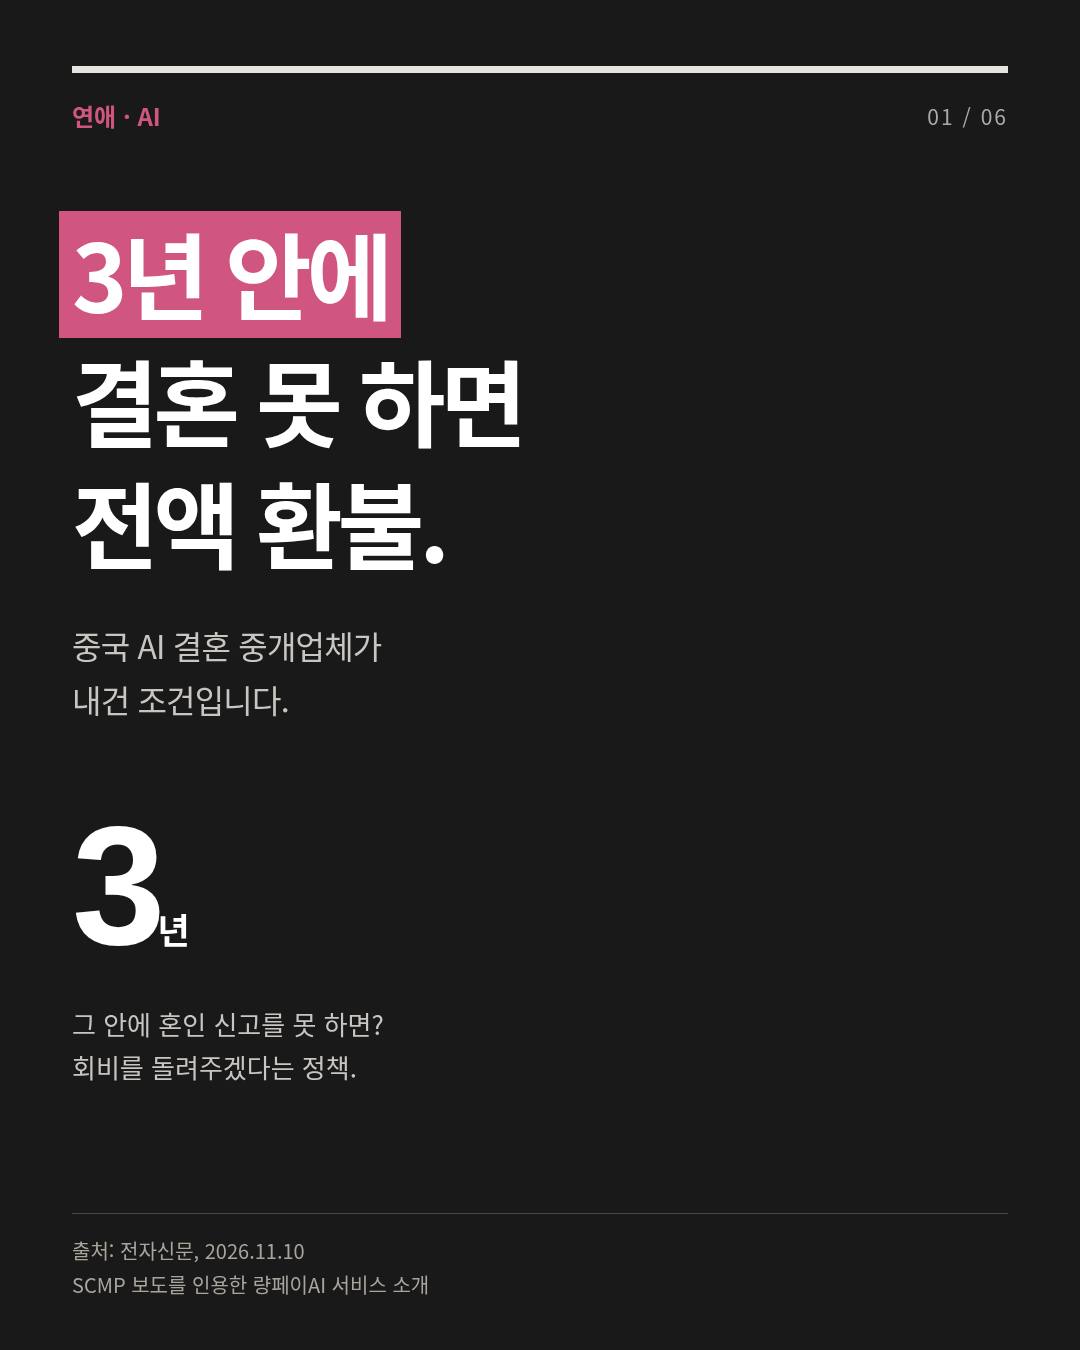 연애 · AI
01 / 06
3년 안에
결혼 못 하면
전액 환불.
중국 AI 결혼 중개업체가
내건 조건입니다.
3년
그 안에 혼인 신고를 못 하면?
회비를 돌려주겠다는 정책.
출처: 전자신문, 2026.11.10
SCMP 보도를 인용한 량페이AI 서비스 소개